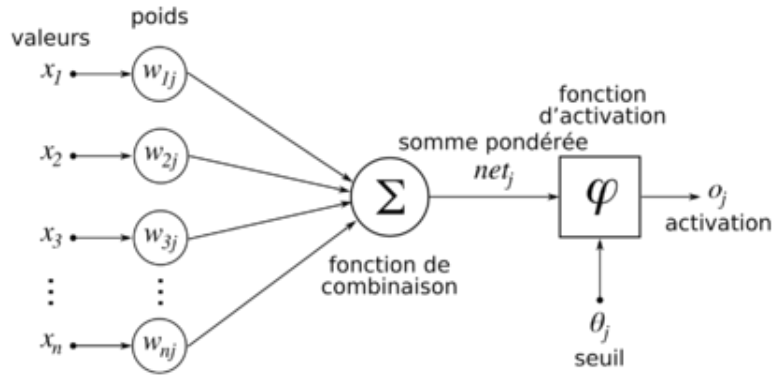 poids
valeurs
x₁
w₁ⱼ
x₂
w₂ⱼ
x₃
w₃ⱼ
⋮
⋮
xₙ
wₙⱼ
Σ
fonction de
combinaison
somme pondérée
netⱼ
fonction
d'activation
φ
oⱼ
activation
θⱼ
seuil